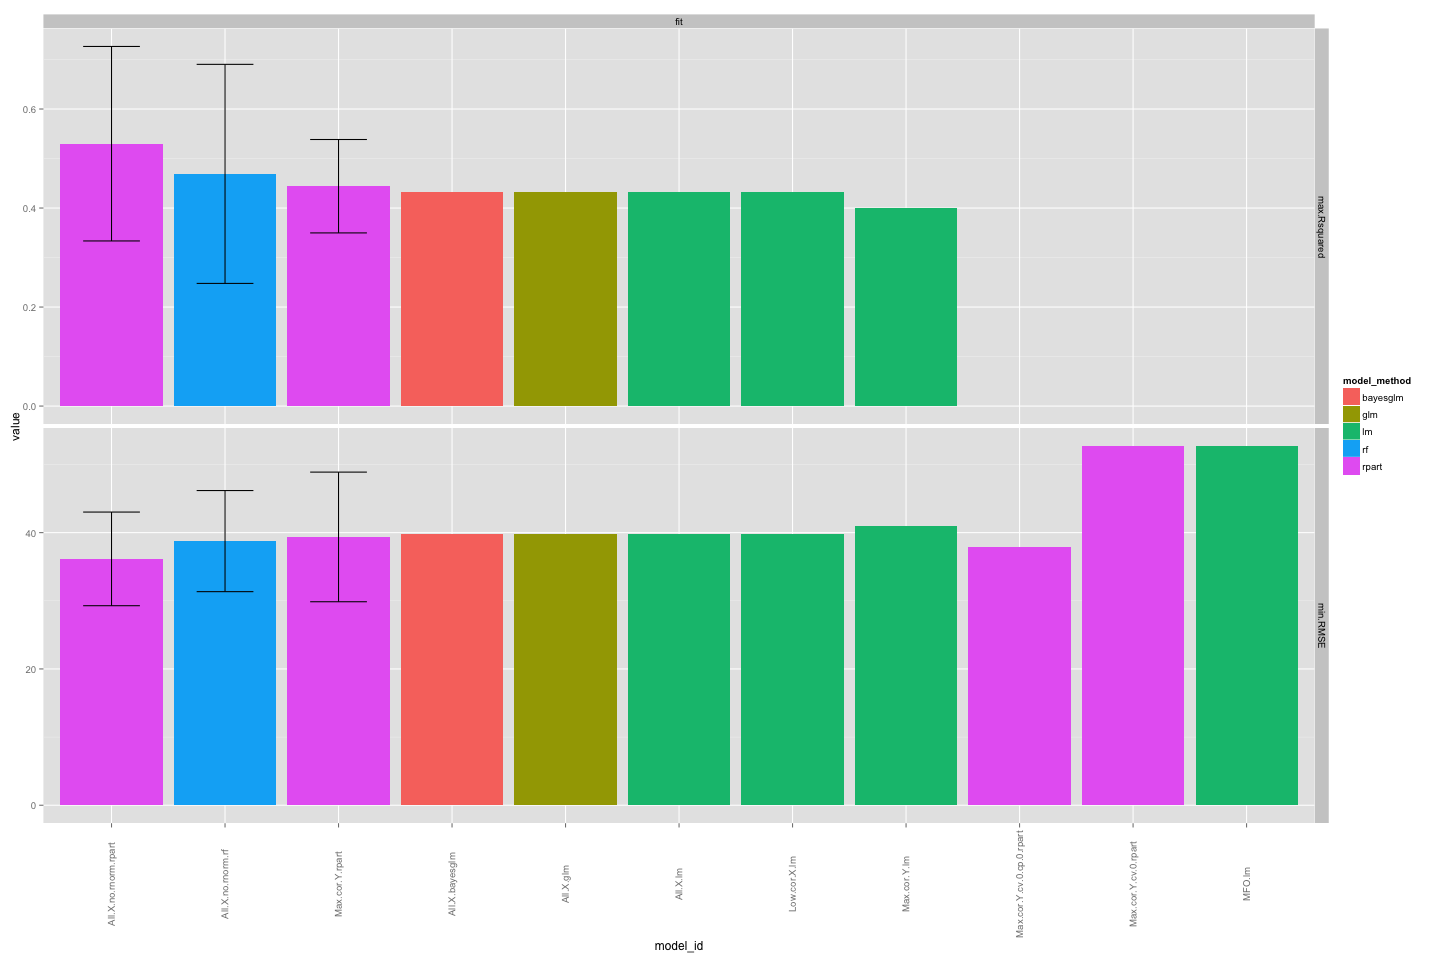 fit
0.6
0.4
0.2
0.0
max.Rsquared
value
40
20
0
min.RMSE
All.X.no.rnorm.rpart
All.X.no.rnorm.rf
Max.cor.Y.rpart
All.X.bayesglm
All.X.glm
All.X.lm
Low.cor.X.lm
Max.cor.Y.lm
Max.cor.Y.cv.0.cp.0.rpart
Max.cor.Y.cv.0.rpart
MFO.lm
model_id
model_method
bayesglm
glm
lm
rf
rpart